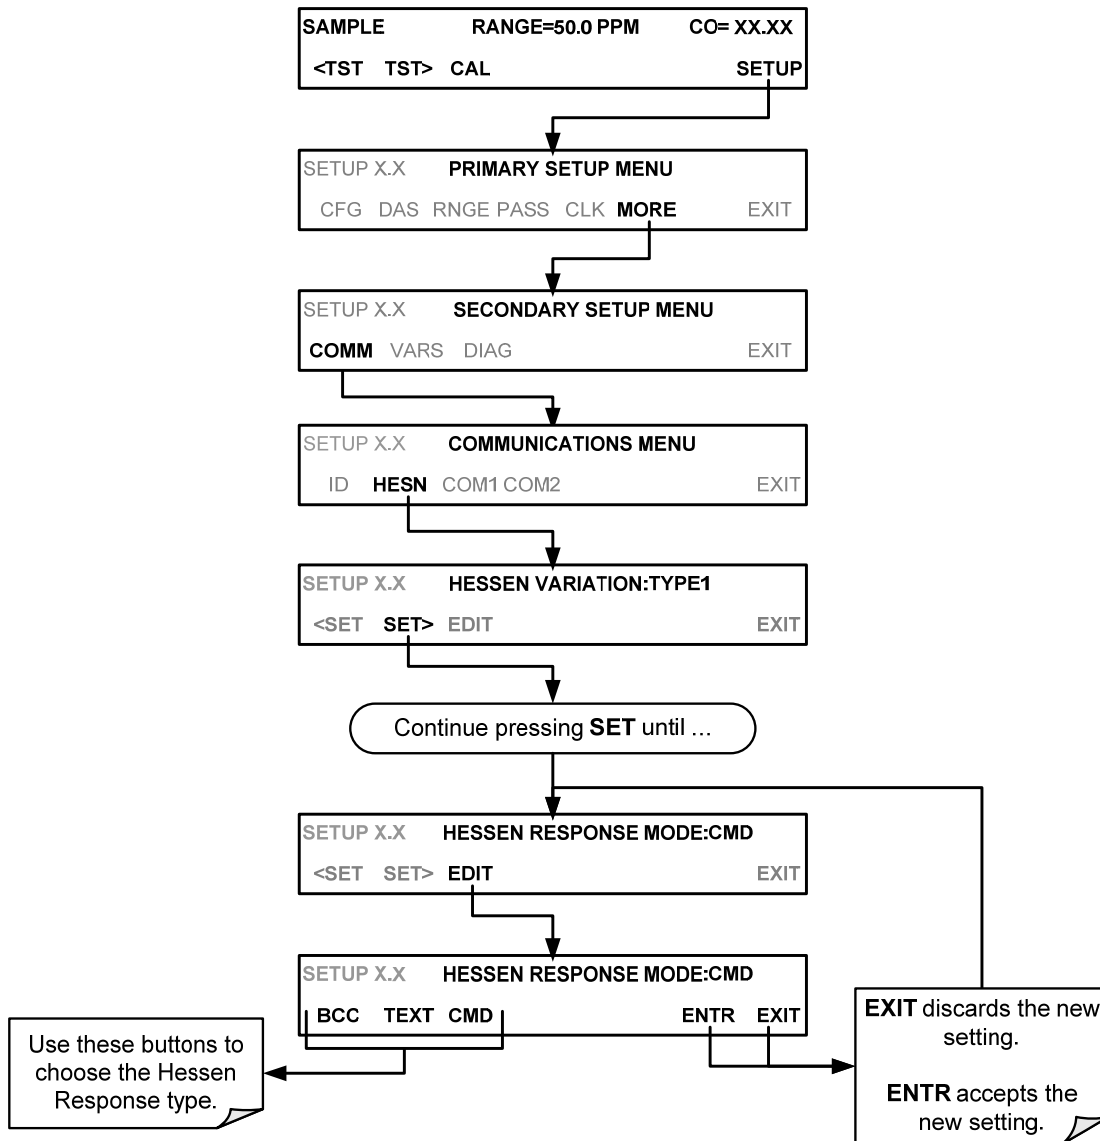 SAMPLE RANGE=50.0 PPM CO= XX.XX
<TST TST> CAL SETUP
SETUP X.X PRIMARY SETUP MENU
CFG DAS RNGE PASS CLK MORE EXIT
SETUP X.X SECONDARY SETUP MENU
COMM VARS DIAG EXIT
SETUP X.X COMMUNICATIONS MENU
ID HESN COM1 COM2 EXIT
SETUP X.X HESSEN VARIATION:TYPE1
<SET SET> EDIT EXIT
Continue pressing SET until ...
SETUP X.X HESSEN RESPONSE MODE:CMD
<SET SET> EDIT EXIT
SETUP X.X HESSEN RESPONSE MODE:CMD
BCC TEXT CMD ENTR EXIT
Use these buttons to
choose the Hessen
Response type.
EXIT discards the new
setting.
ENTR accepts the
new setting.